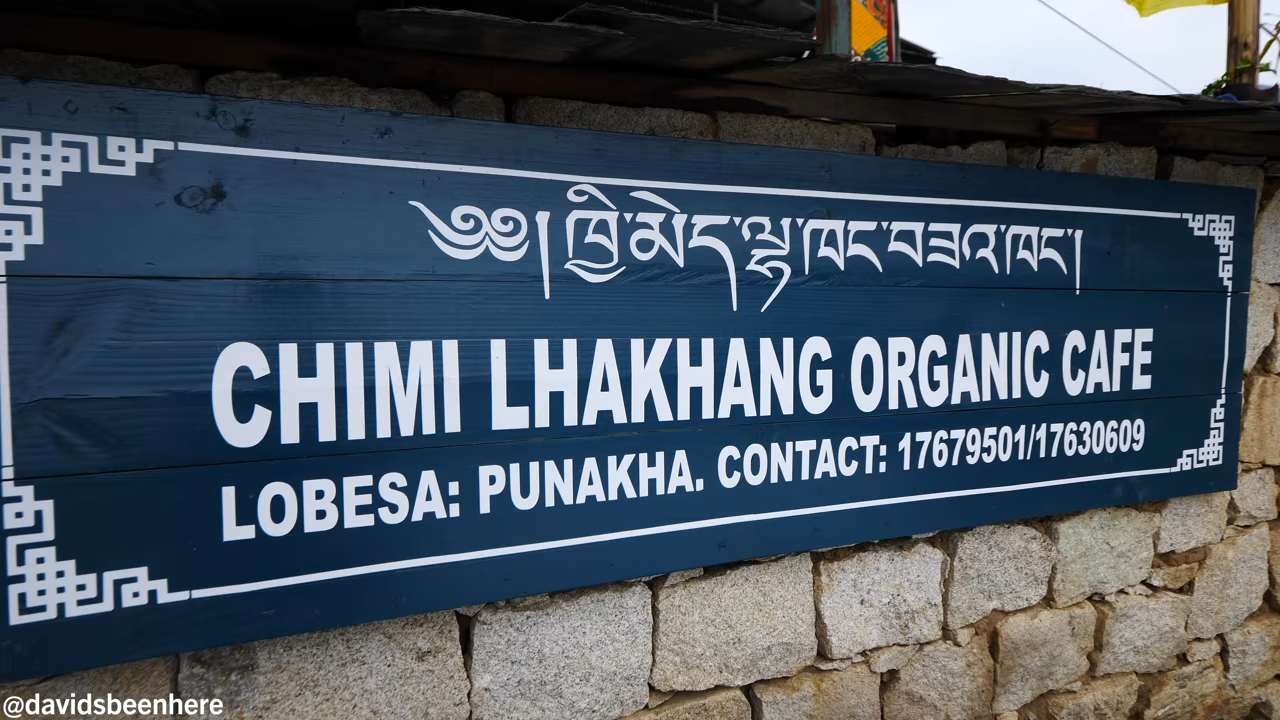 ༄༅། ཁྲི་མེད་ལྷ་ཁང་བཟའ་ཁང་།
CHIMI LHAKHANG ORGANIC CAFE
LOBESA: PUNAKHA. CONTACT: 17679501/17630609
@davidsbeenhere